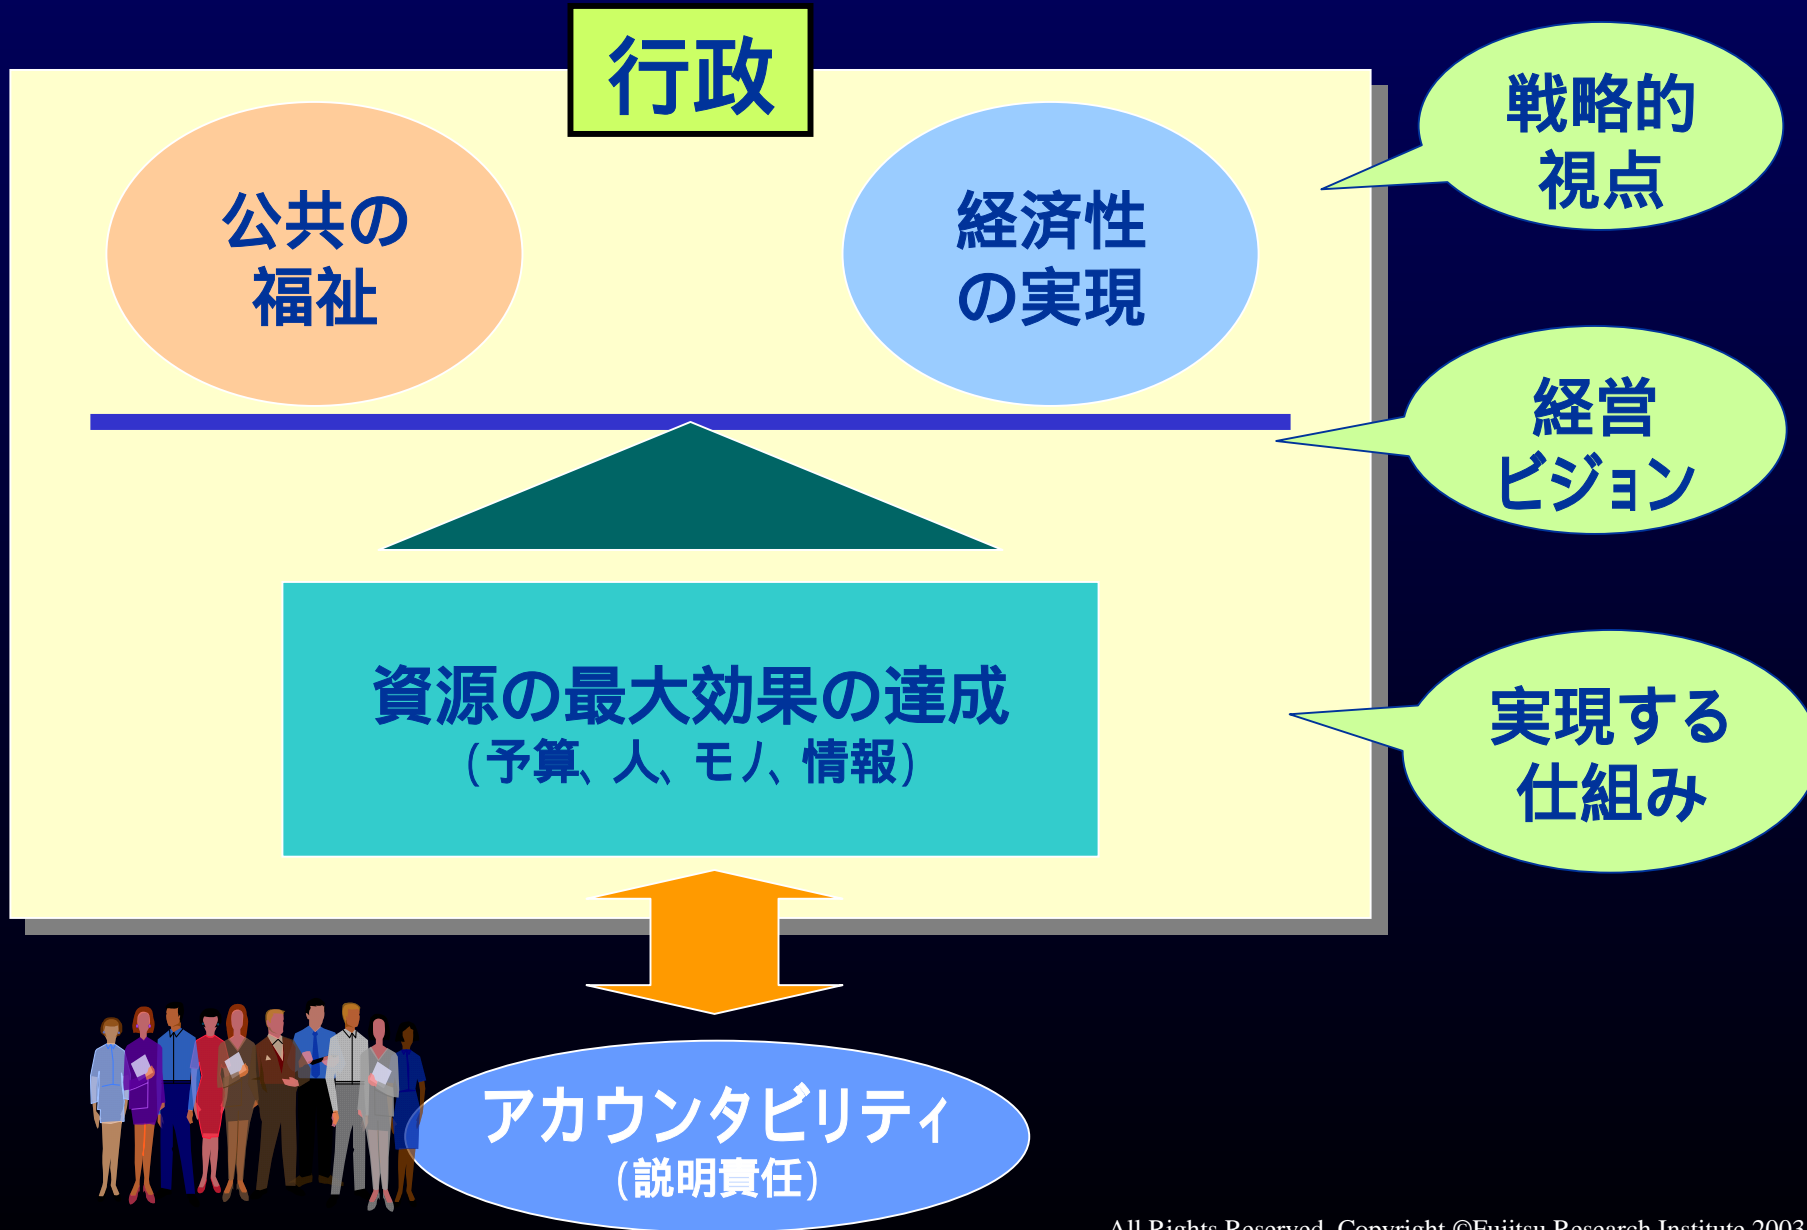 行政
公共の
福祉
経済性
の実現
戦略的
視点
経営
ビジョン
資源の最大効果の達成
(予算、人、モノ、情報)
実現する
仕組み
アカウンタビリティ
(説明責任)
All Rights Reserved, Copyright ©Fujitsu Research Institute 2003